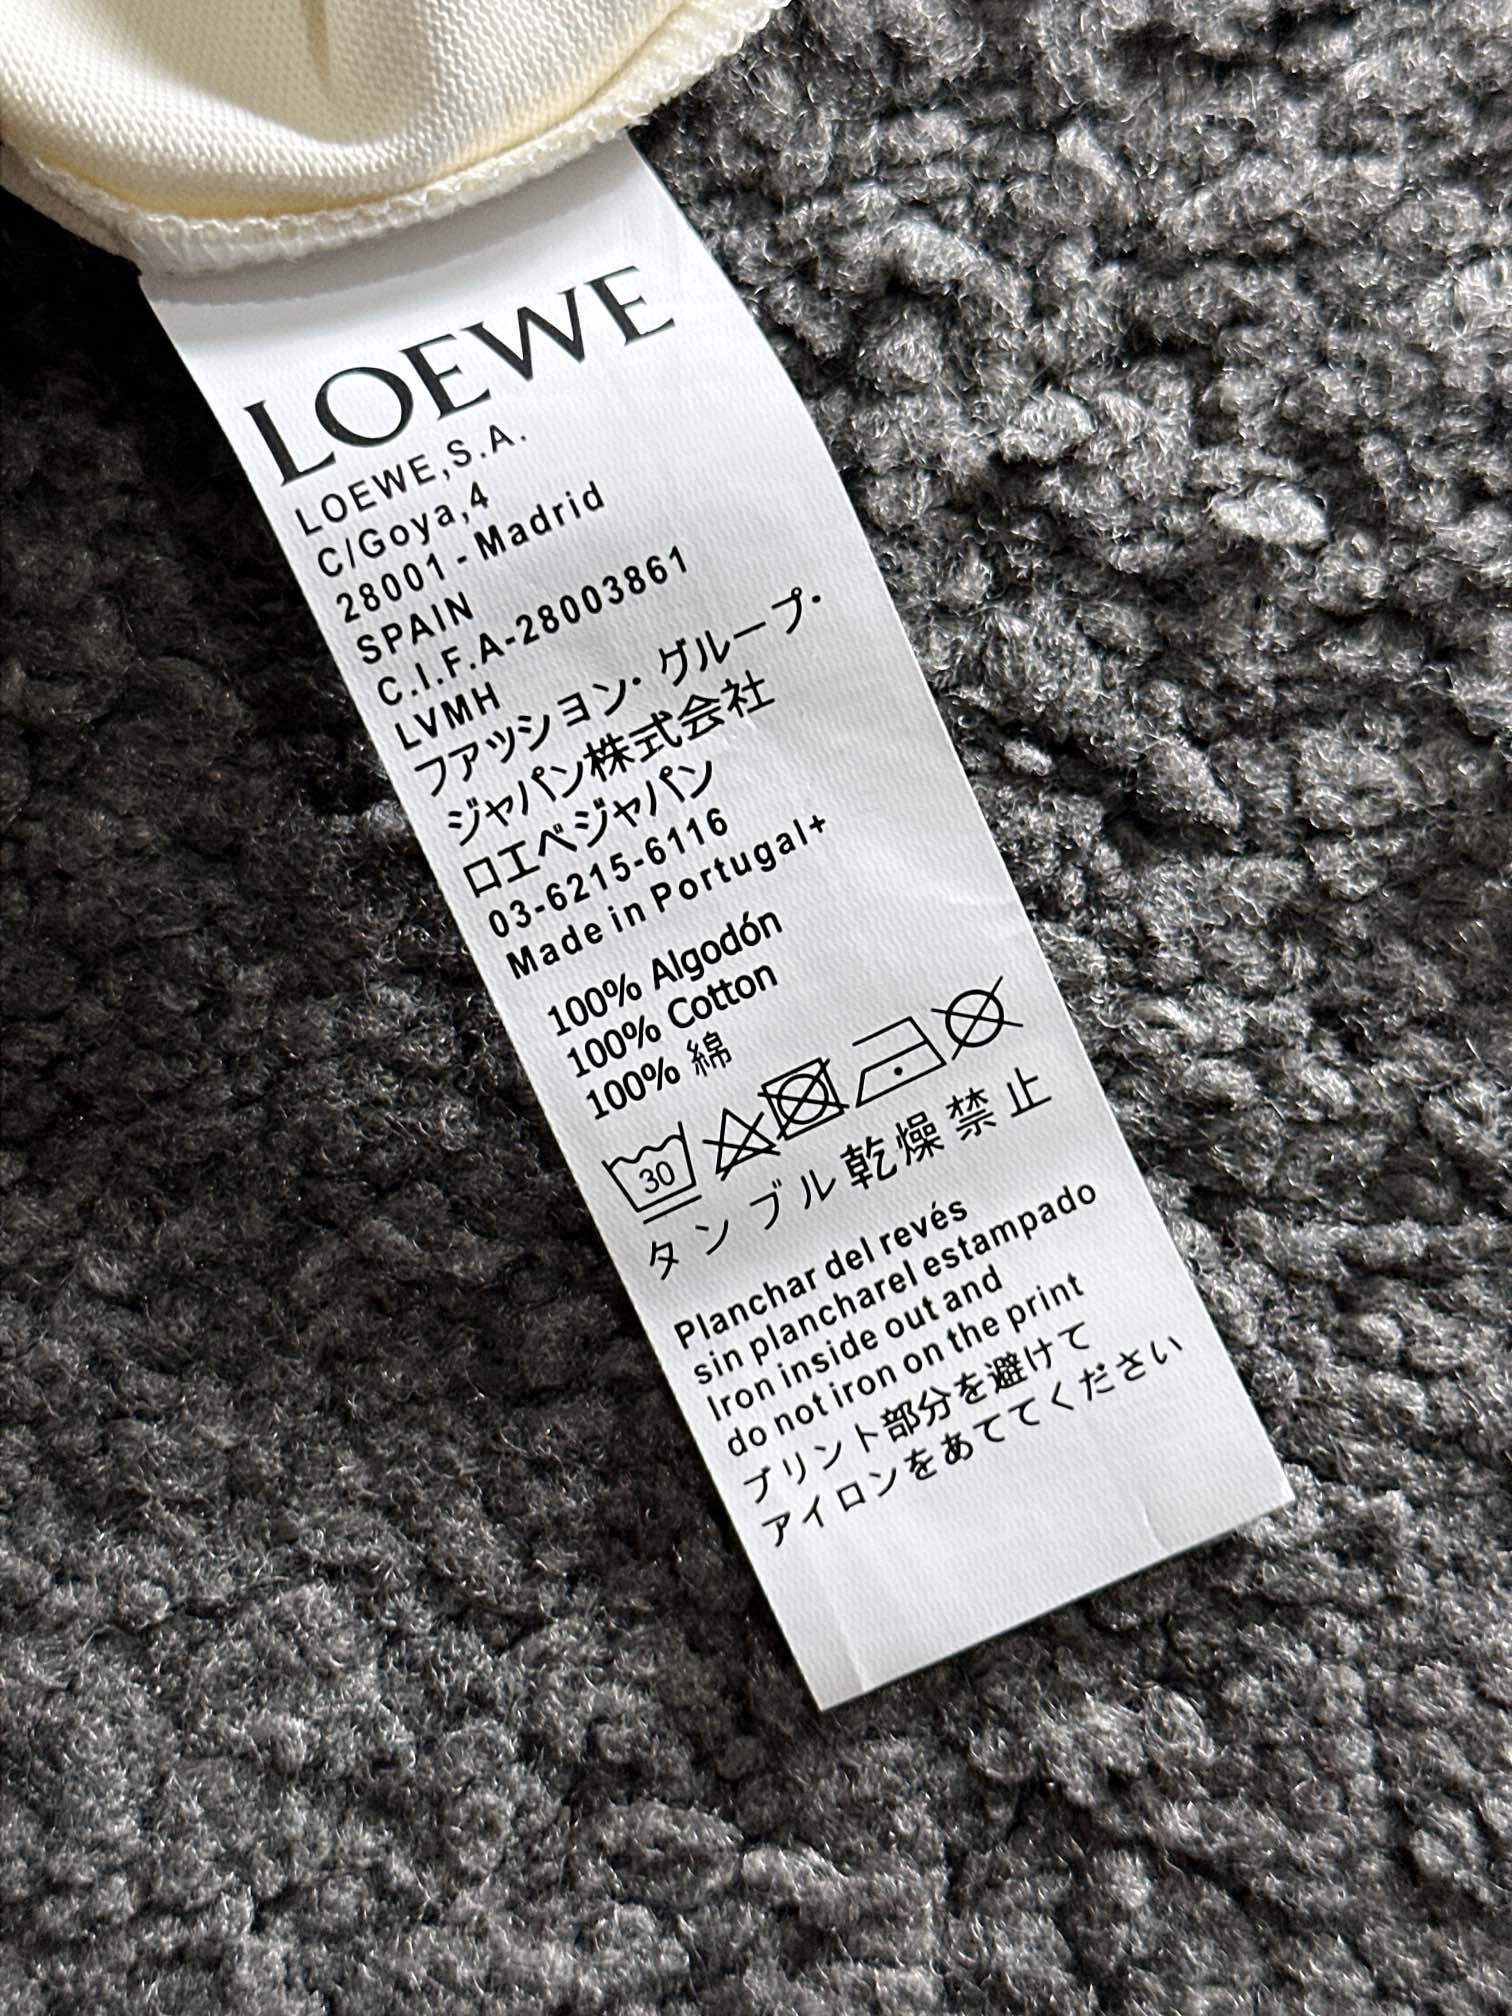 LOEWE
LOEWE,S.A.
C/Goya,4
28001 - Madrid
SPAIN
C.I.F.A-28003861
LVMH
ファッション・グループ・
ジャパン株式会社
ロエベジャパン
03-6215-6116
Made in Portugal+
100% Algodón
100% Cotton
100% 綿
30
タンブル乾燥禁止
Planchar del revés
sin plancharel estampado
Iron inside out and
do not iron on the print
プリント部分を避けて
アイロンをあててください